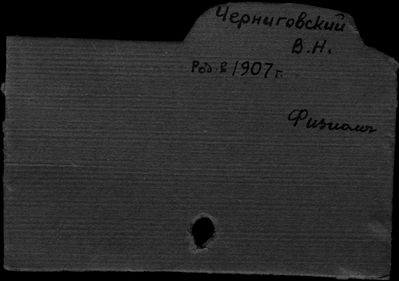 Черниговский
В.Н.
Род. в 1907 г.
Физиолог